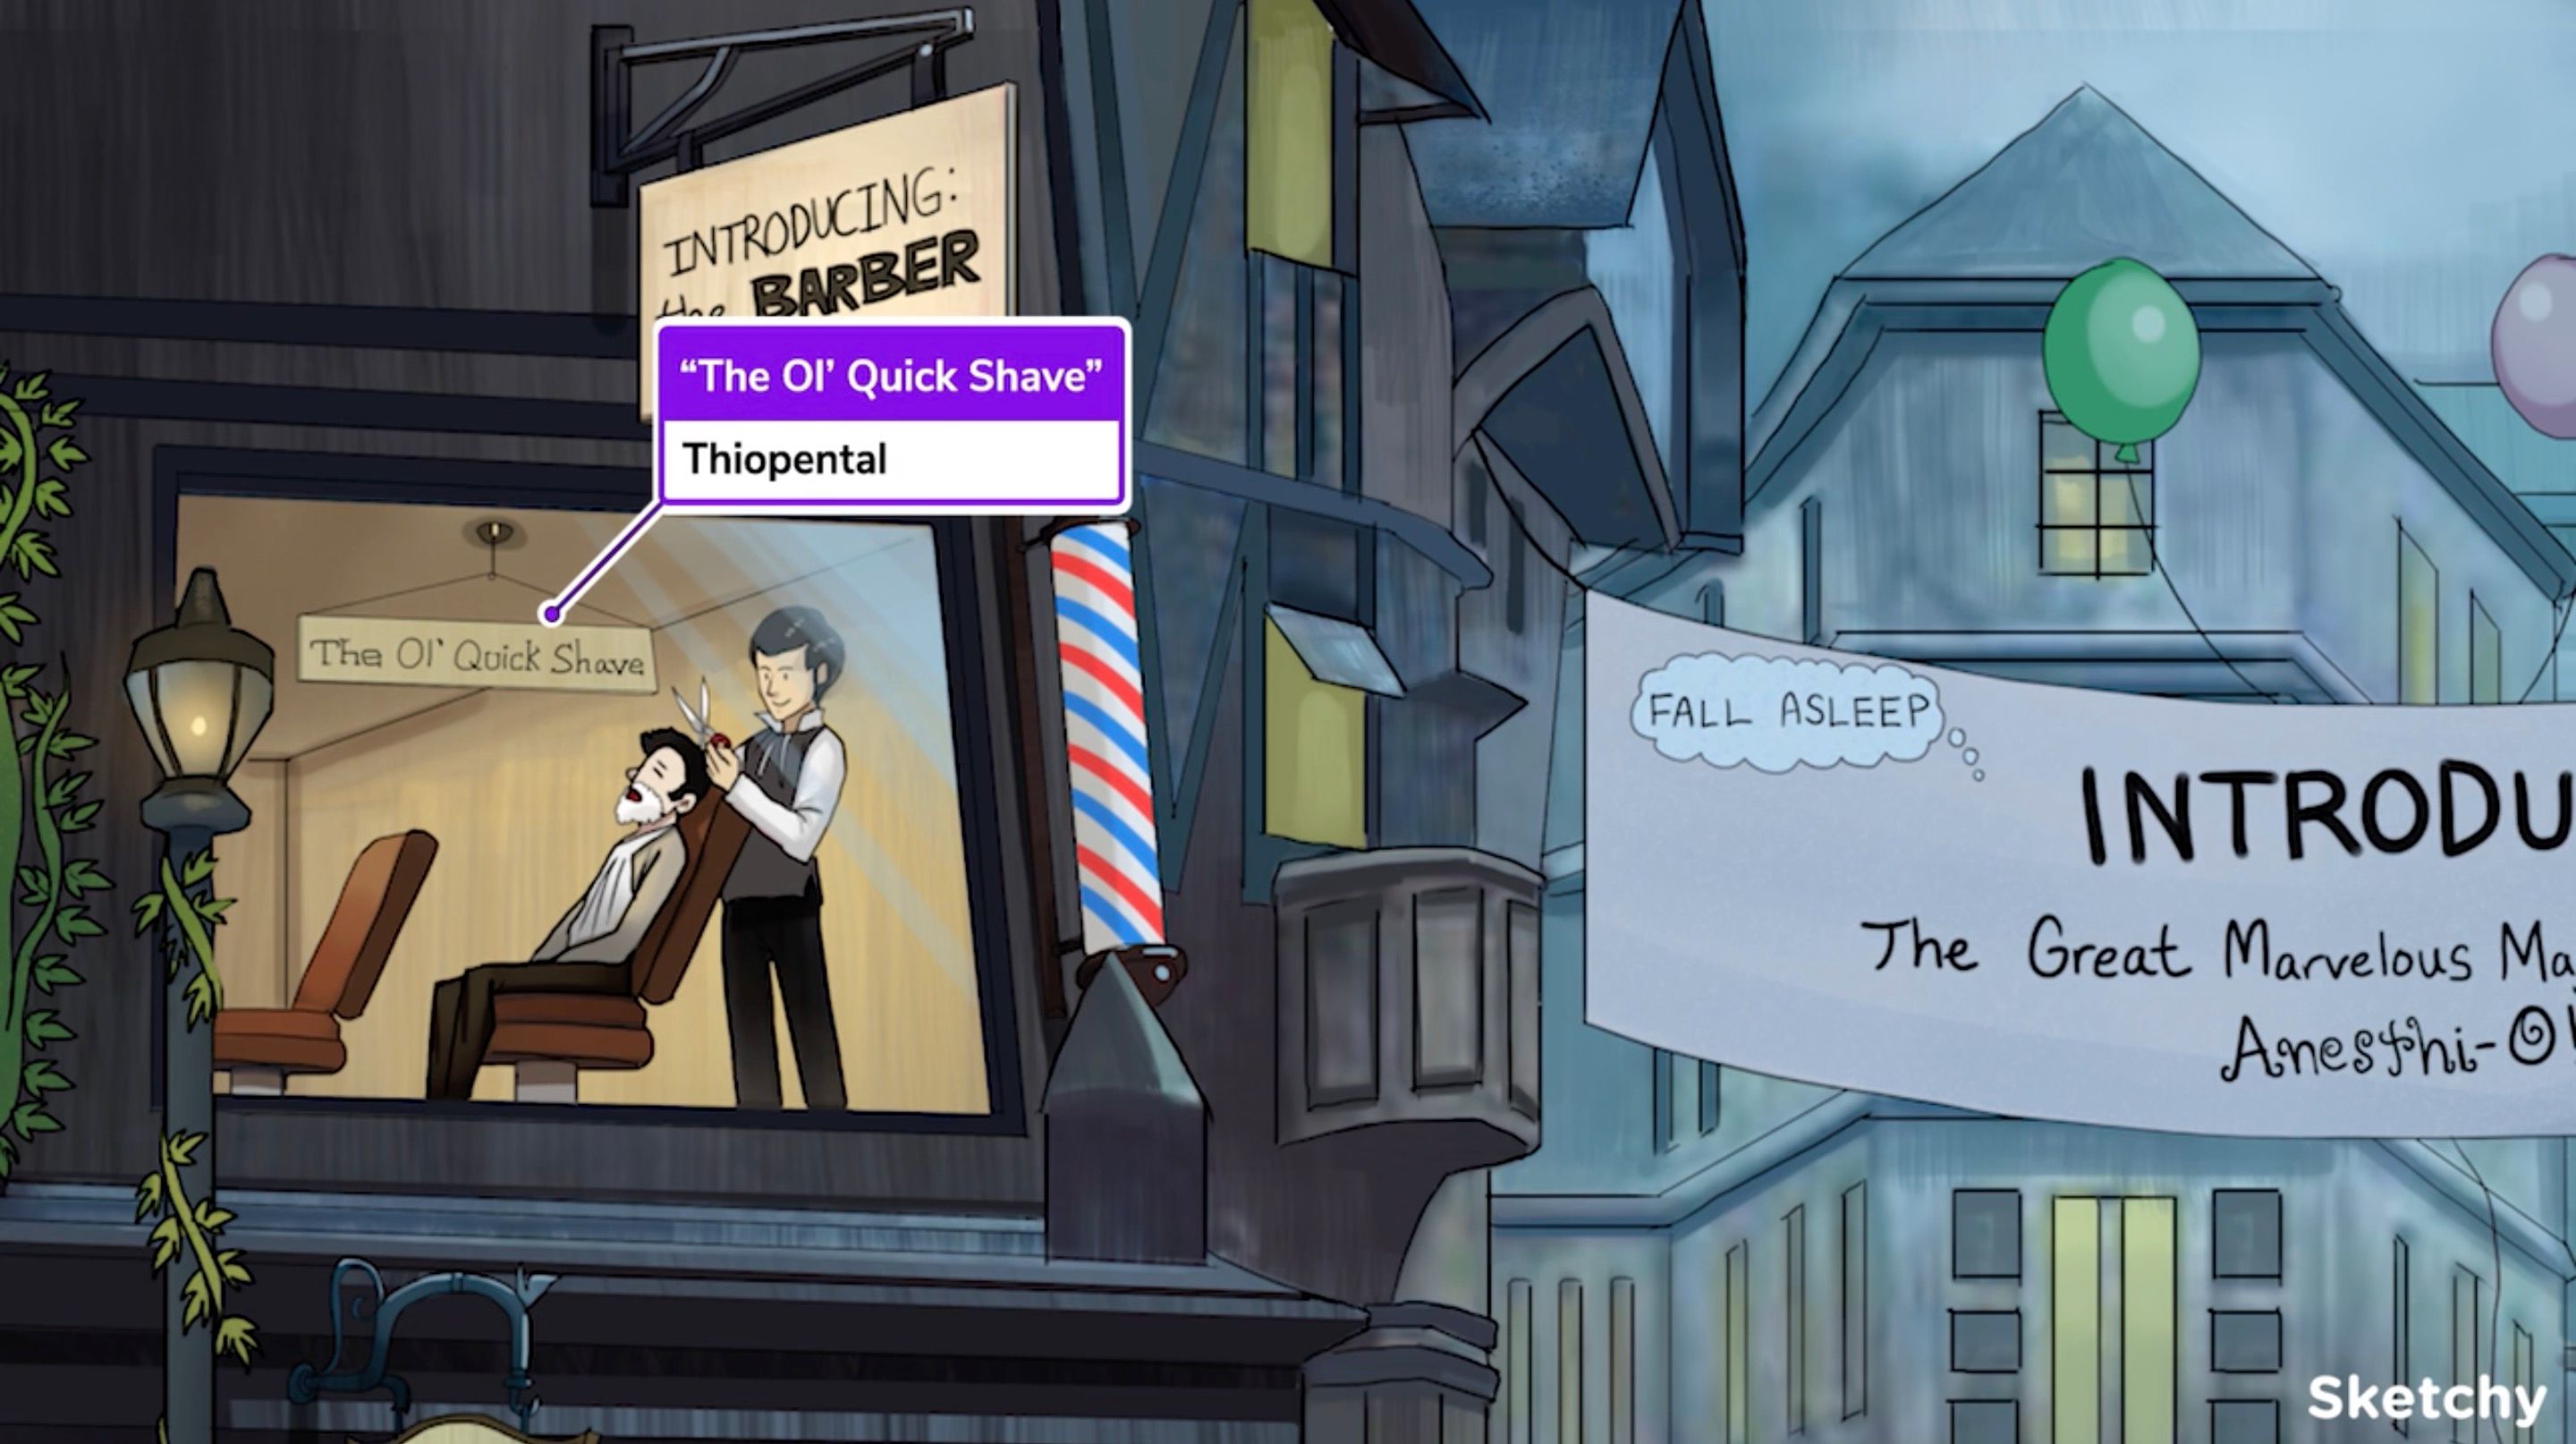 INTRODUCING:
the BARBER
“The Ol’ Quick Shave”
Thiopental
The Ol' Quick Shave
FALL ASLEEP
INTRODU
The Great Marvelous Ma
Anesthi-
Sketchy